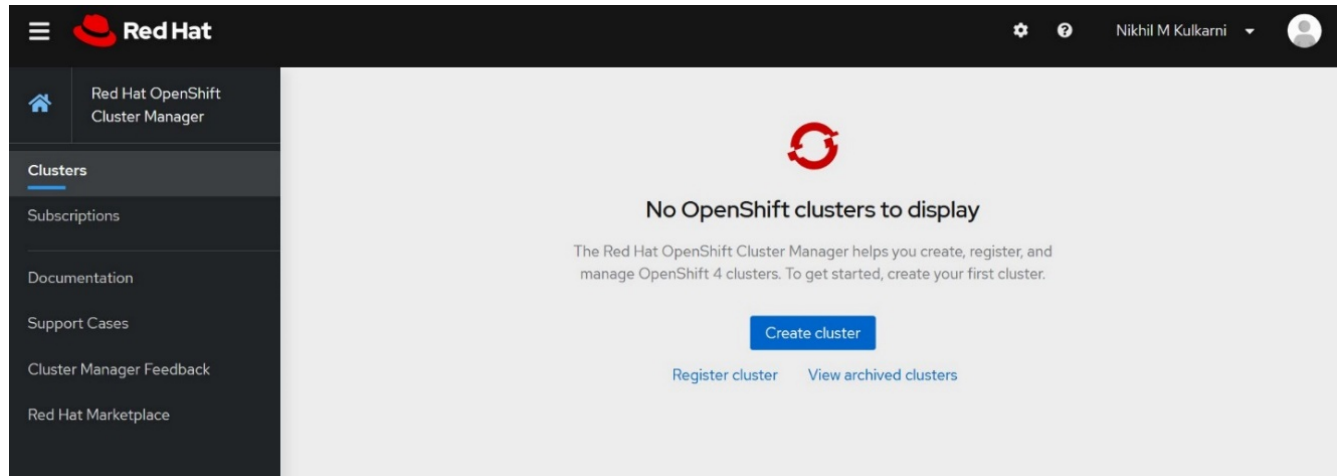 Red Hat
Nikhil M Kulkarni
Red Hat OpenShift
Cluster Manager
Clusters
Subscriptions
Documentation
Support Cases
Cluster Manager Feedback
Red Hat Marketplace
No OpenShift clusters to display
The Red Hat OpenShift Cluster Manager helps you create, register, and
manage OpenShift 4 clusters. To get started, create your first cluster.
Create cluster
Register cluster View archived clusters